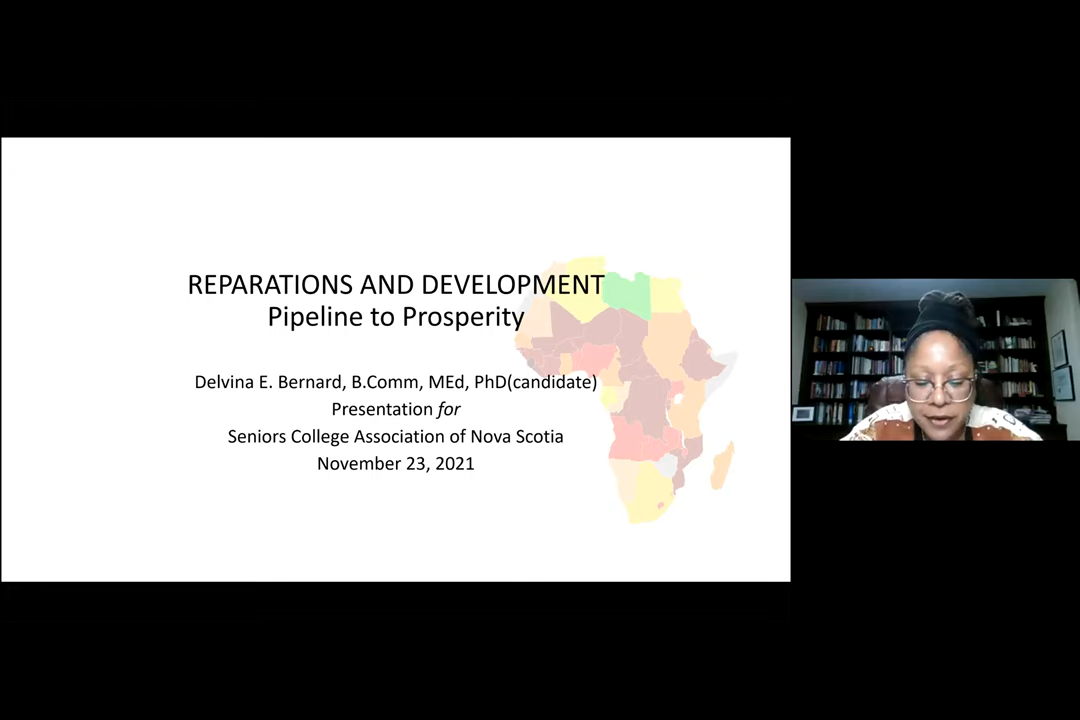 REPARATIONS AND DEVELOPMENT
Pipeline to Prosperity
Delvina E. Bernard, B.Comm, MEd, PhD(candidate)
Presentation for
Seniors College Association of Nova Scotia
November 23, 2021